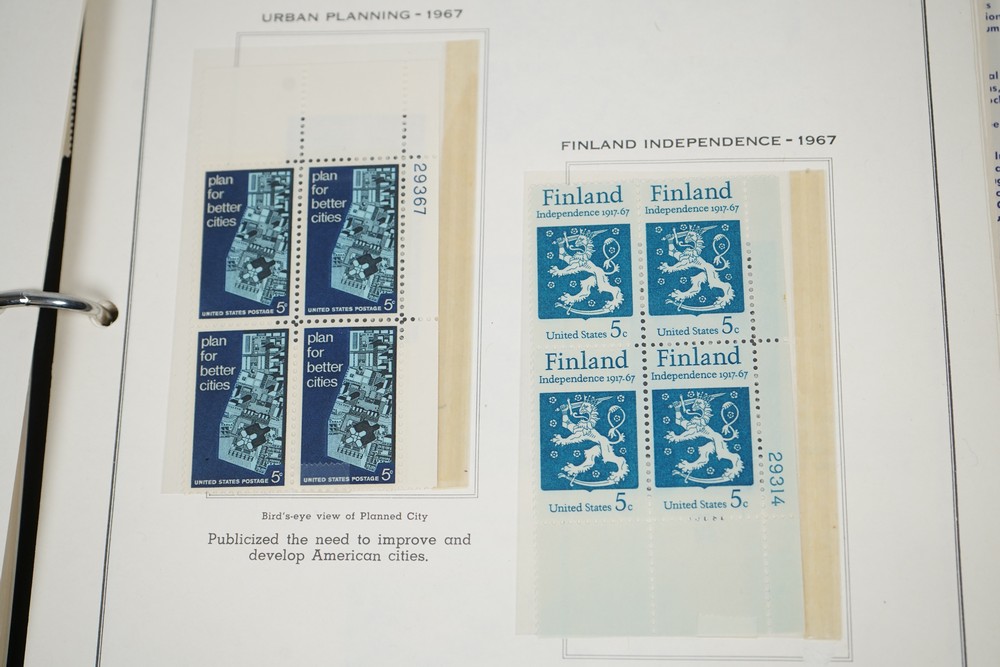 URBAN PLANNING - 1967
plan
for
better
cities
5c
UNITED STATES POSTAGE
plan
for
better
cities
5c
UNITED STATES POSTAGE
29367
plan
for
better
cities
5c
UNITED STATES POSTAGE
plan
for
better
cities
5c
UNITED STATES POSTAGE
Bird's-eye view of Planned City
Publicized the need to improve and
develop American cities.
FINLAND INDEPENDENCE - 1967
Finland
Independence 1917-67
United States 5c
Finland
Independence 1917-67
United States 5c
Finland
Independence 1917-67
United States 5c
Finland
Independence 1917-67
United States 5c
29314